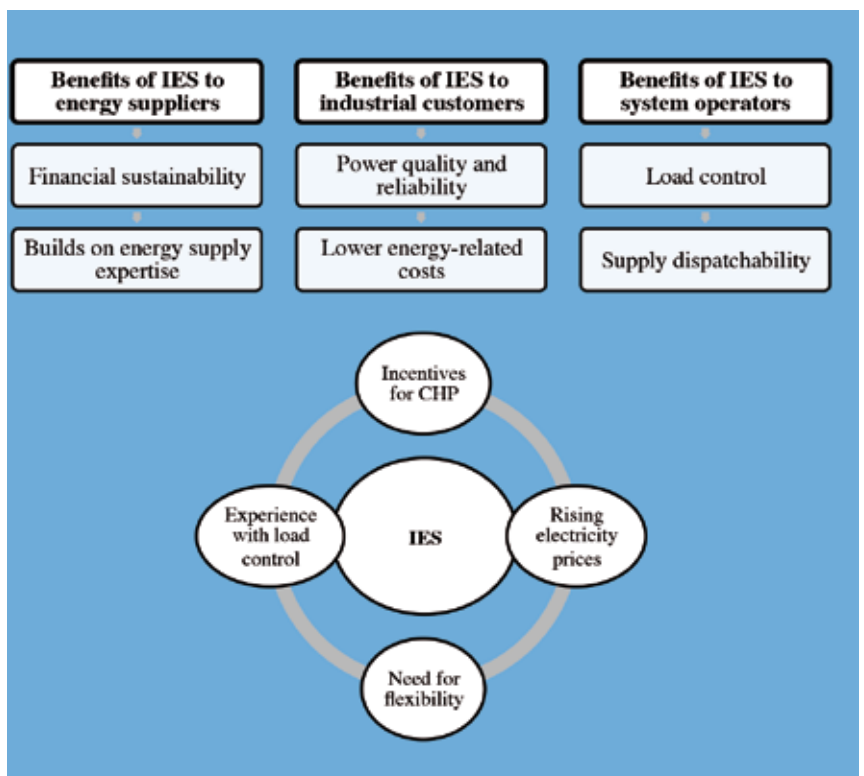 Benefits of IES to
energy suppliers
Financial sustainability
Builds on energy supply
expertise
Benefits of IES to
industrial customers
Power quality and
reliability
Lower energy-related
costs
Benefits of IES to
system operators
Load control
Supply dispatchability
Incentives
for CHP
Experience
with load
control
IES
Rising
electricity
prices
Need for
flexibility